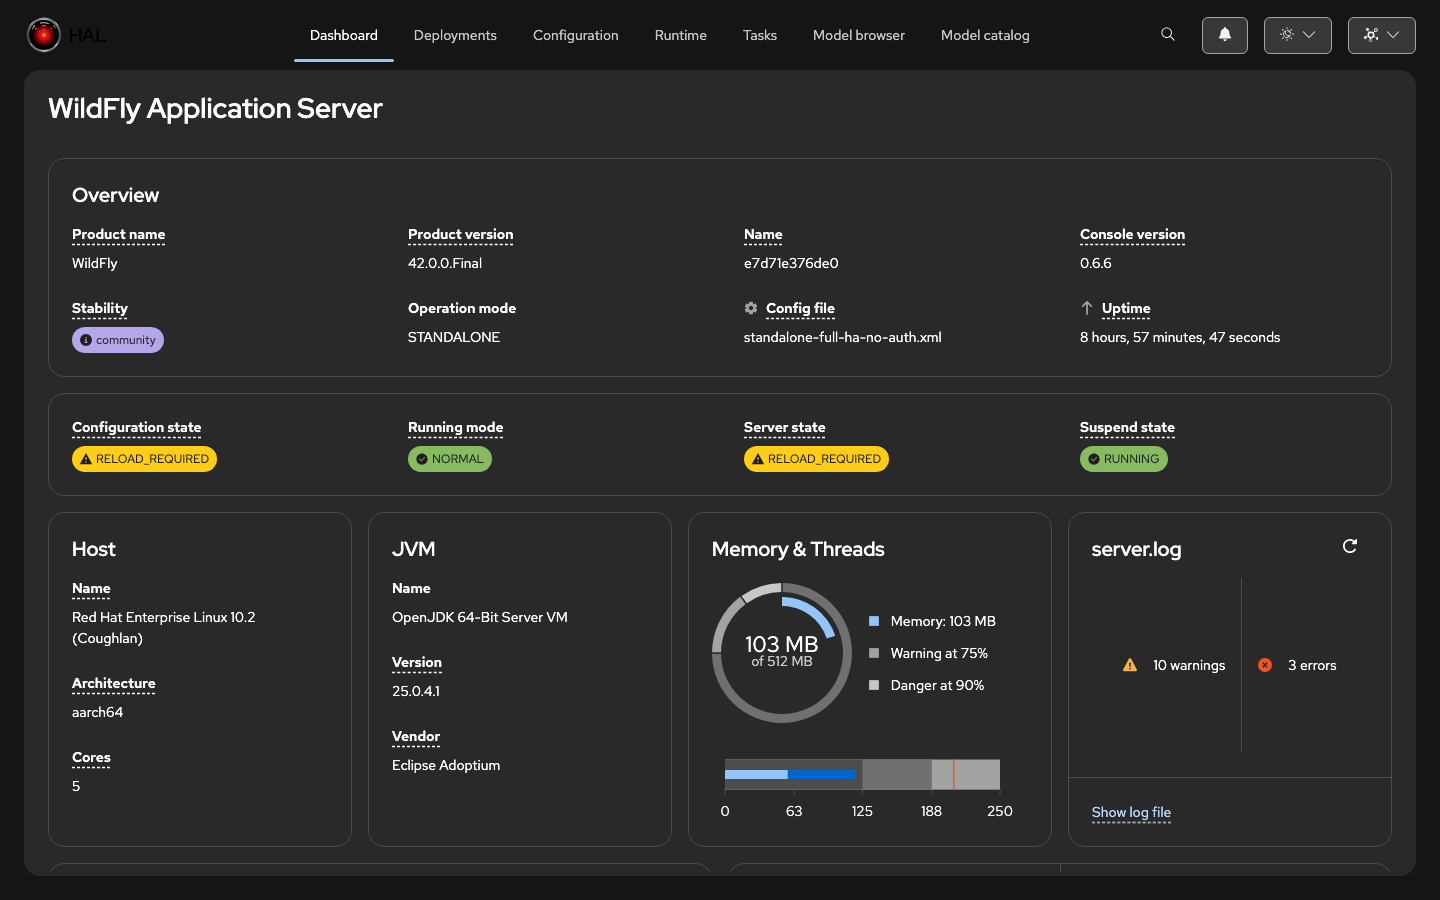 HAL
Dashboard
Deployments
Configuration
Runtime
Tasks
Model browser
Model catalog
WildFly Application Server
Overview
Product name
WildFly
Product version
42.0.0.Final
Name
e7d71e376de0
Console version
0.6.6
Stability
community
Operation mode
STANDALONE
Config file
standalone-full-ha-no-auth.xml
Uptime
8 hours, 57 minutes, 47 seconds
Configuration state
RELOAD_REQUIRED
Running mode
NORMAL
Server state
RELOAD_REQUIRED
Suspend state
RUNNING
Host
Name
Red Hat Enterprise Linux 10.2
(Coughlan)
Architecture
aarch64
Cores
5
JVM
Name
OpenJDK 64-Bit Server VM
Version
25.0.4.1
Vendor
Eclipse Adoptium
Memory & Threads
103 MB
of 512 MB
Memory: 103 MB
Warning at 75%
Danger at 90%
0
63
125
188
250
server.log
10 warnings
3 errors
Show log file